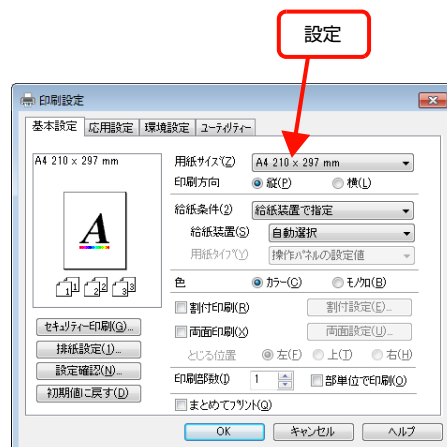 設定
印刷設定
基本設定 応用設定 環境設定 ユーティリティー
A4 210 x 297 mm
用紙サイズ(Z) A4 210 x 297 mm
印刷方向 縦(P) 横(L)
給紙条件(2) 給紙装置で指定
給紙装置(S) 自動選択
用紙タイプ(Y) 操作パネルの設定値
A
1 1 2 2 3 3
色 カラー(C) モノクロ(B)
割付印刷(R) 割付設定(E)...
セキュリティー印刷(G)...
両面印刷(X) 両面設定(U)...
排紙設定(J)...
とじる位置 左(F) 上(T) 右(H)
設定確認(N)...
印刷部数(I) 1 部単位で印刷(O)
初期値に戻す(D)
まとめてプリント(Q)
OK キャンセル ヘルプ